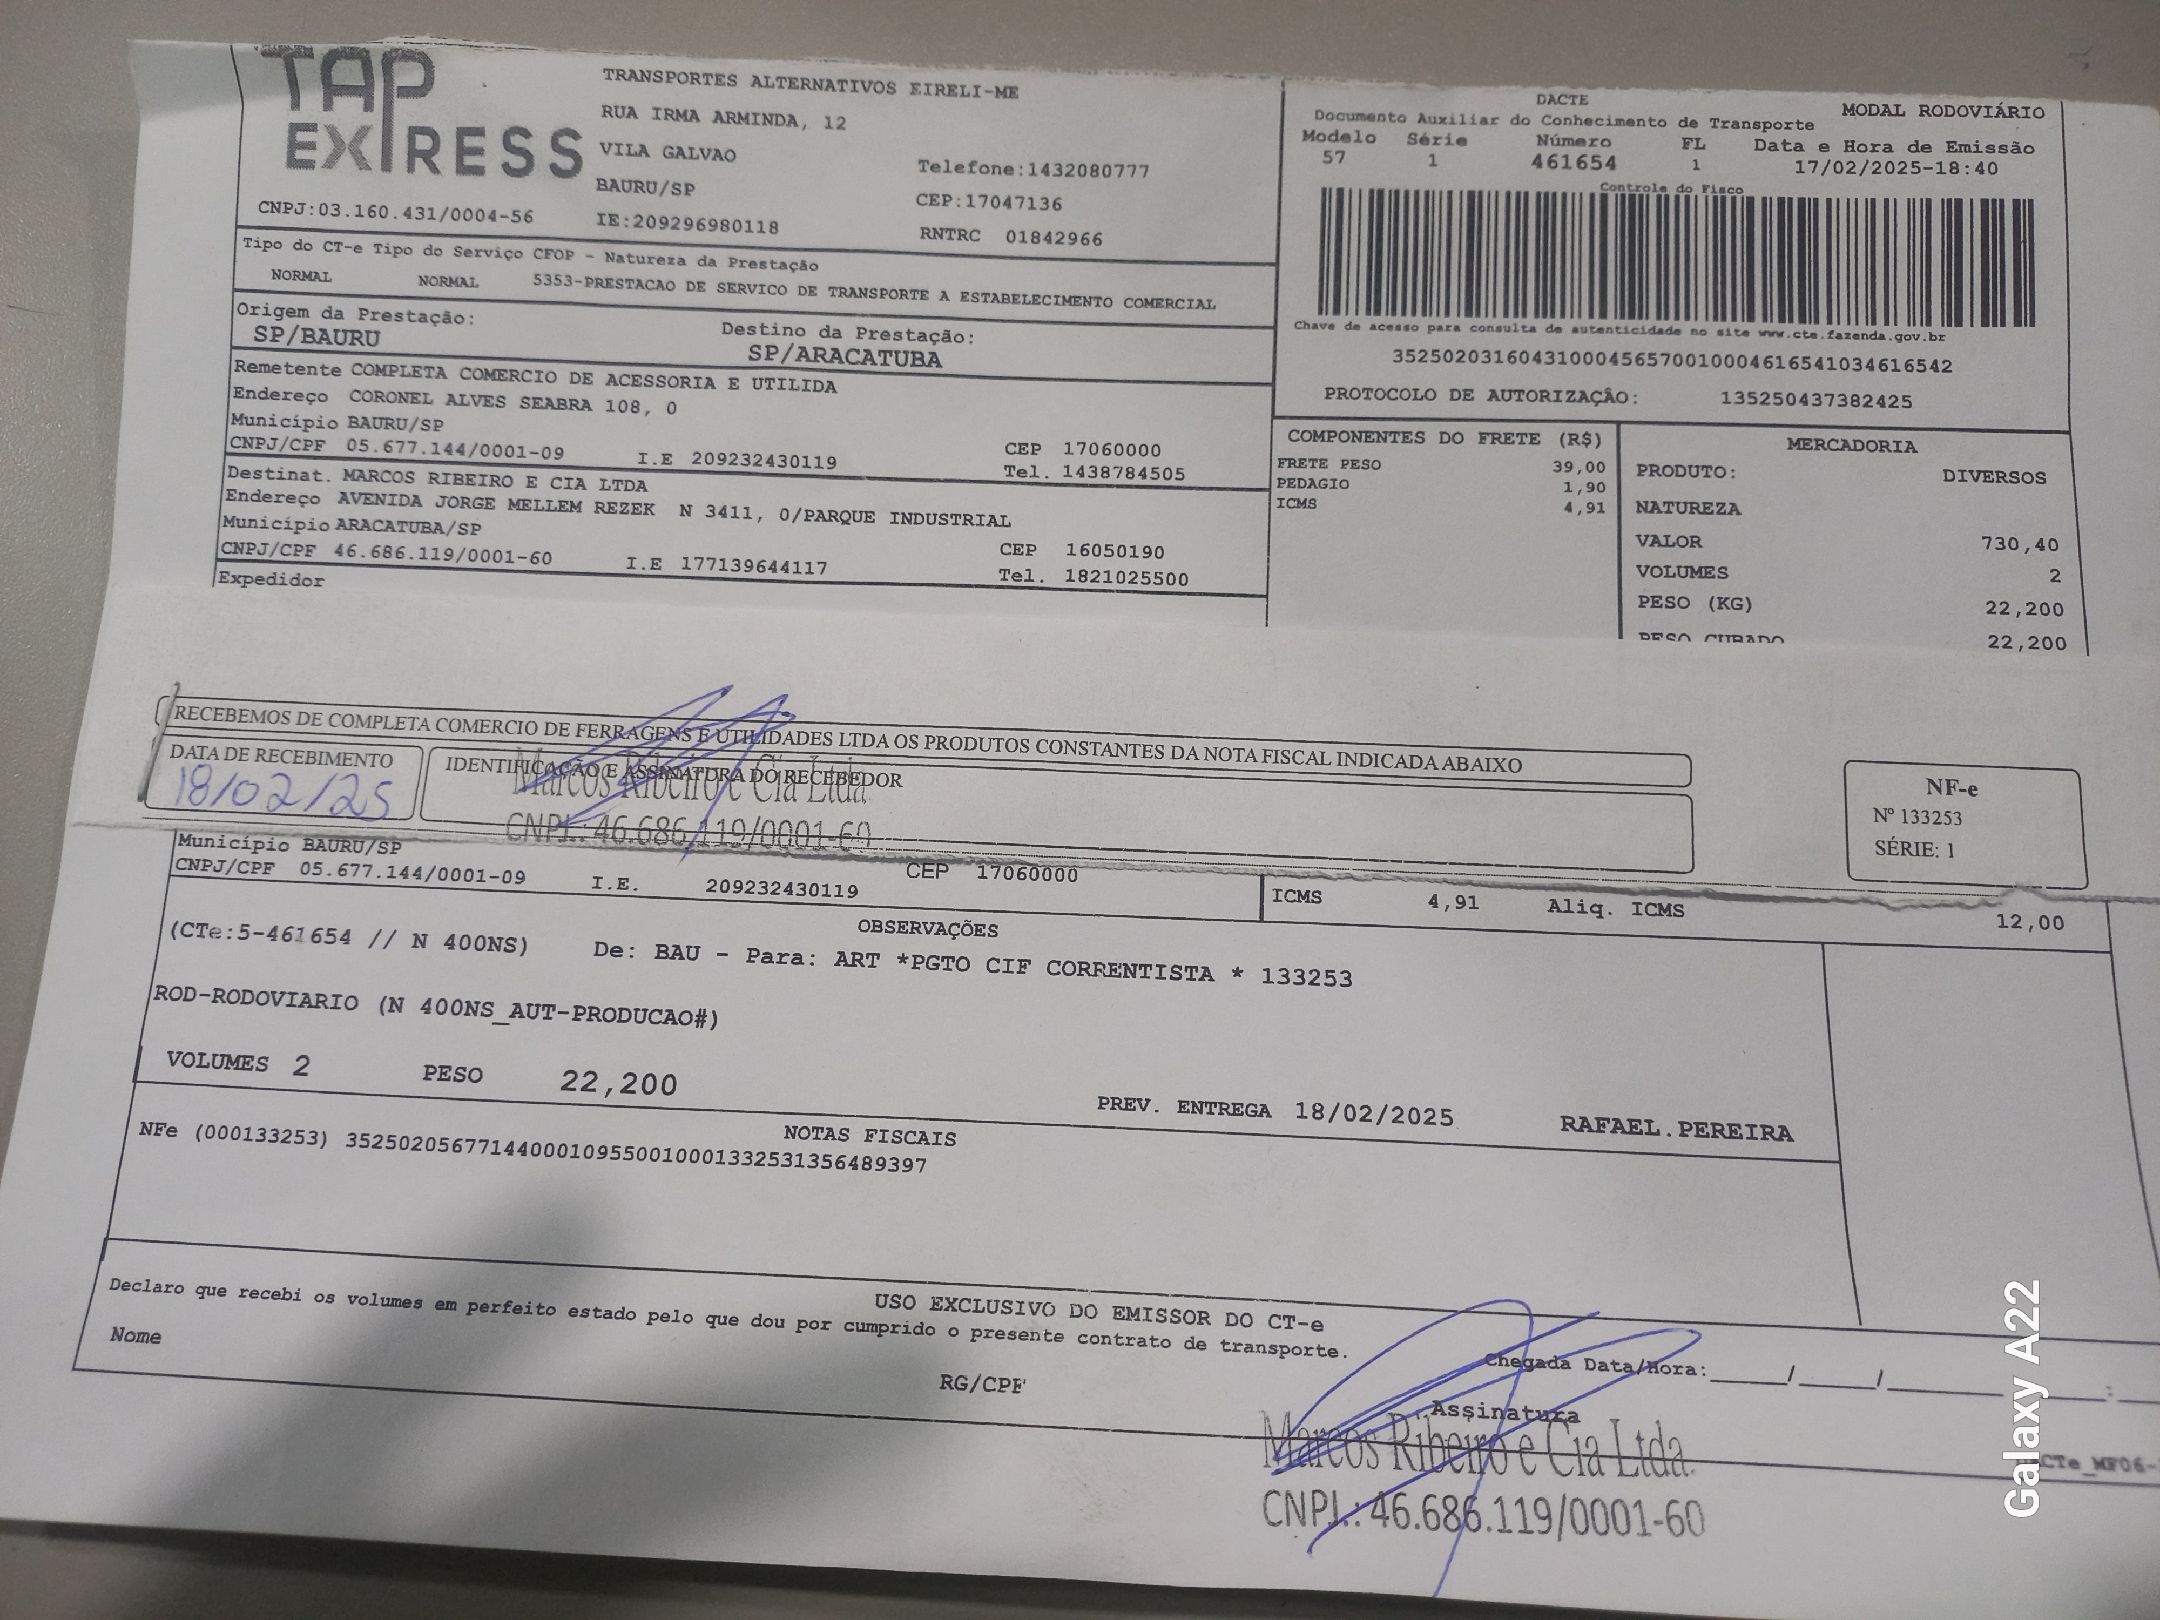 TAP EXPRESS
TRANSPORTES ALTERNATIVOS EIRELI-ME
RUA IRMA ARMINDA, 12
VILA GALVAO
Telefone:1432080777
BAURU/SP
CEP:17047136
CNPJ:03.160.431/0004-56
IE:209296980118
RNTRC 01842966
DACTE
MODAL RODOVIÁRIO
Documento Auxiliar do Conhecimento de Transporte
Modelo Série Número FL Data e Hora de Emissão
57 1 461654 1 17/02/2025-18:40
Controle do Fisco
Chave de acesso para consulta de autenticidade no site www.cte.fazenda.gov.br
35250203160431000456570010004616541034616542
PROTOCOLO DE AUTORIZAÇÃO: 135250437382425
Tipo do CT-e Tipo do Serviço CFOP - Natureza da Prestação
NORMAL NORMAL 5353-PRESTACAO DE SERVICO DE TRANSPORTE A ESTABELECIMENTO COMERCIAL
Origem da Prestação: Destino da Prestação:
SP/BAURU SP/ARACATUBA
Remetente COMPLETA COMERCIO DE ACESSORIA E UTILIDA
Endereço CORONEL ALVES SEABRA 108, 0
Município BAURU/SP CEP 17060000
CNPJ/CPF 05.677.144/0001-09 I.E 209232430119 Tel. 1438784505
Destinat. MARCOS RIBEIRO E CIA LTDA
Endereço AVENIDA JORGE MELLEM REZEK N 3411, 0/PARQUE INDUSTRIAL
Município ARACATUBA/SP CEP 16050190
CNPJ/CPF 46.686.119/0001-60 I.E 177139644117 Tel. 1821025500
Expedidor
COMPONENTES DO FRETE (R$)
FRETE PESO 39,00
PEDAGIO 1,90
ICMS 4,91
MERCADORIA
PRODUTO: DIVERSOS
NATUREZA
VALOR 730,40
VOLUMES 2
PESO (KG) 22,200
PESO CUBADO 22,200
RECEBEMOS DE COMPLETA COMERCIO DE FERRAGENS E UTILIDADES LTDA OS PRODUTOS CONSTANTES DA NOTA FISCAL INDICADA ABAIXO
DATA DE RECEBIMENTO
18/02/25
IDENTIFICAÇÃO E ASSINATURA DO RECEBEDOR
Marcos Ribeiro e Cia Ltda
CNPJ.: 46.686.119/0001-60
NF-e
Nº 133253
SÉRIE: 1
Município BAURU/SP CEP 17060000
CNPJ/CPF 05.677.144/0001-09 I.E. 209232430119
ICMS 4,91 Aliq. ICMS 12,00
OBSERVAÇÕES
(CTe:5-461654 // N 400NS) De: BAU - Para: ART *PGTO CIF CORRENTISTA * 133253
ROD-RODOVIARIO (N 400NS_AUT-PRODUCAO#)
VOLUMES 2 PESO 22,200
PREV. ENTREGA 18/02/2025 RAFAEL.PEREIRA
NOTAS FISCAIS
NFe (000133253) 35250205677144000109550010001332531356489397
USO EXCLUSIVO DO EMISSOR DO CT-e
Declaro que recebi os volumes em perfeito estado pelo que dou por cumprido o presente contrato de transporte.
Nome
RG/CPF
Chegada Data/Hora:_____/_____/_______:
Assinatura
Marcos Ribeiro e Cia Ltda.
CNPJ.: 46.686.119/0001-60
CTe_MF06-
Galaxy A22